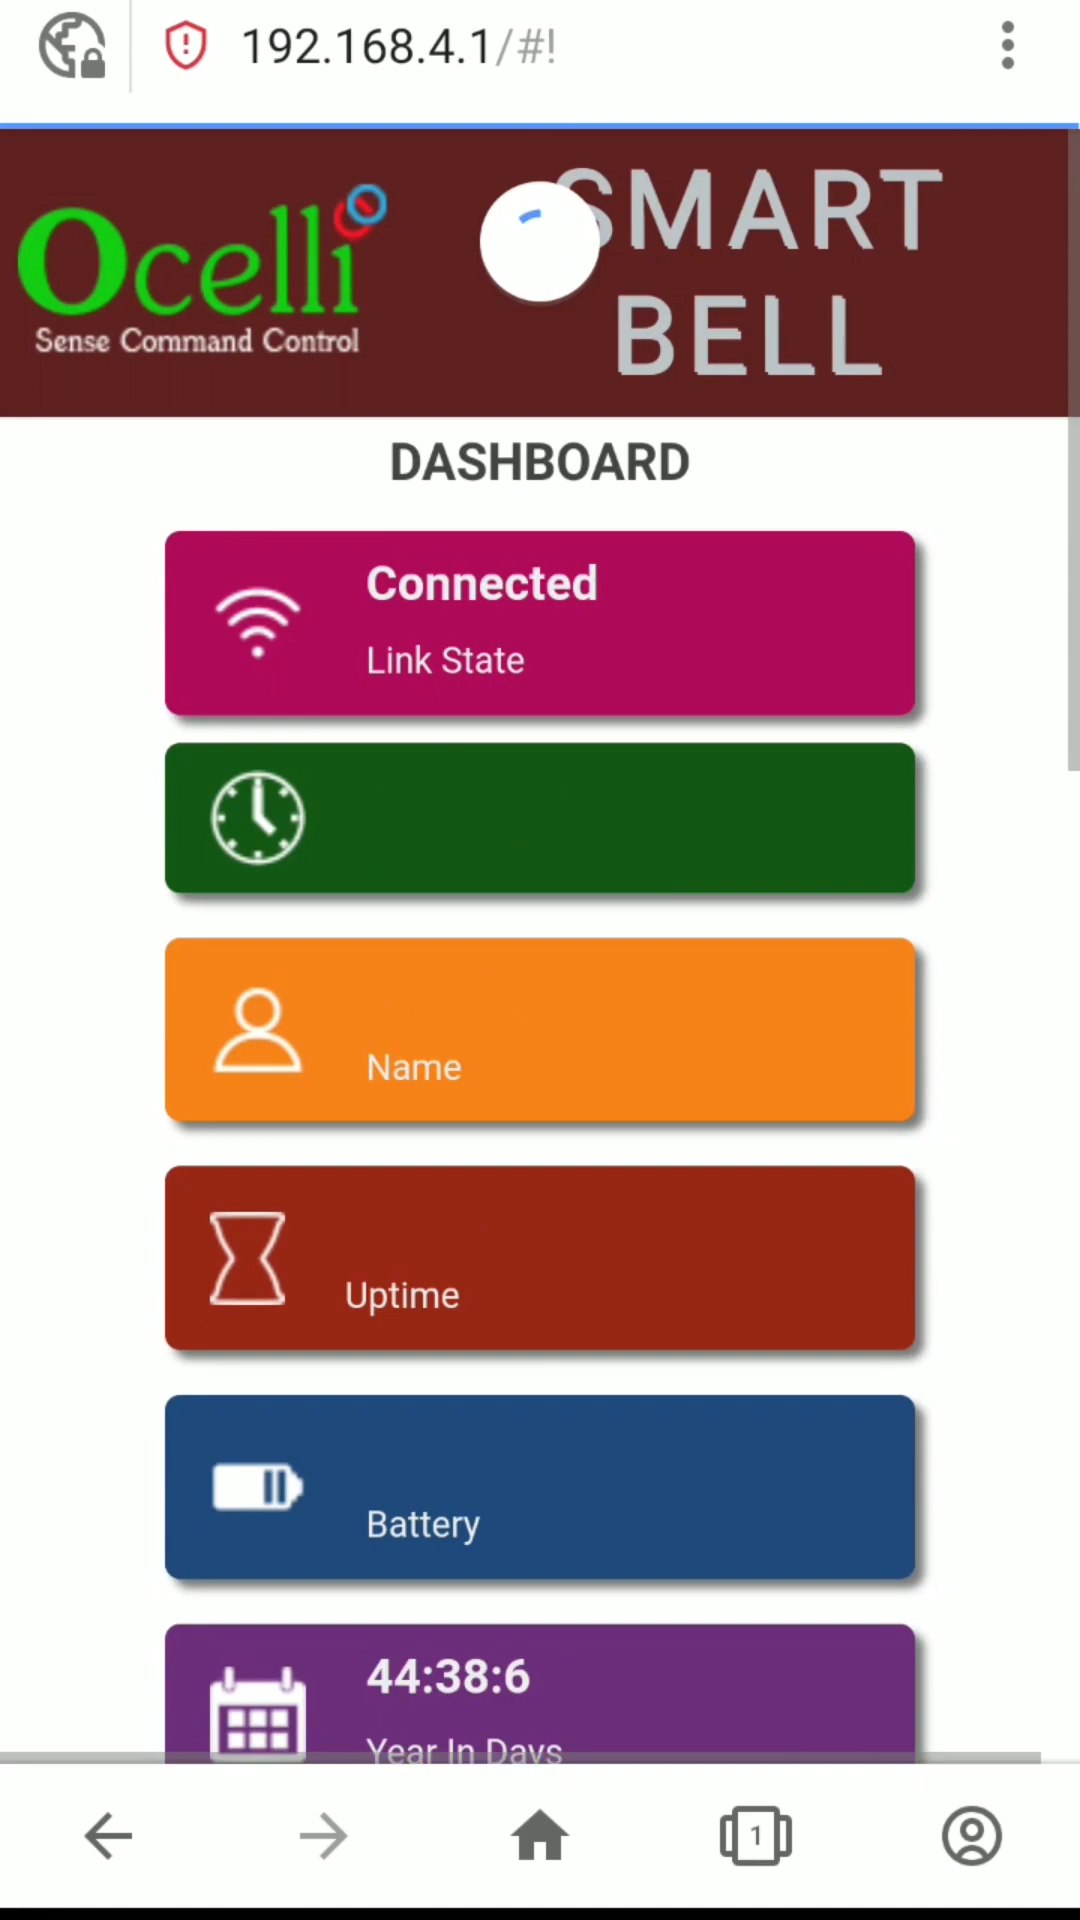 192.168.4.1/#!
Ocelli
Sense Command Control
SMART
BELL
DASHBOARD
Connected
Link State
Name
Uptime
Battery
44:38:6
Year In Days
1